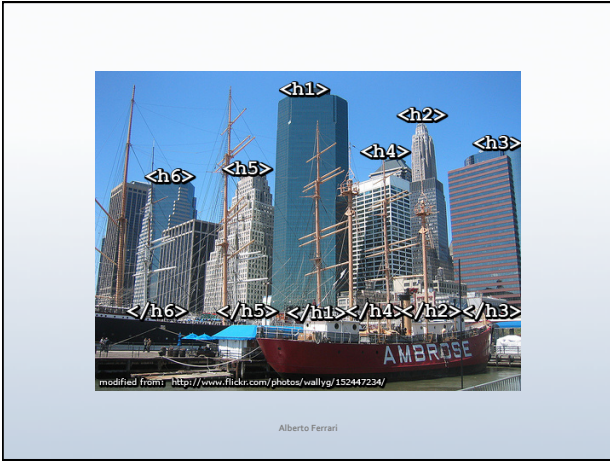 <h1>
<h2>
<h3>
<h4>
<h5>
<h6>
</h6> </h5> </h1> </h4> </h2> </h3>
AMBROSE
modified from: http://www.flickr.com/photos/wallyg/152447234/
Alberto Ferrari